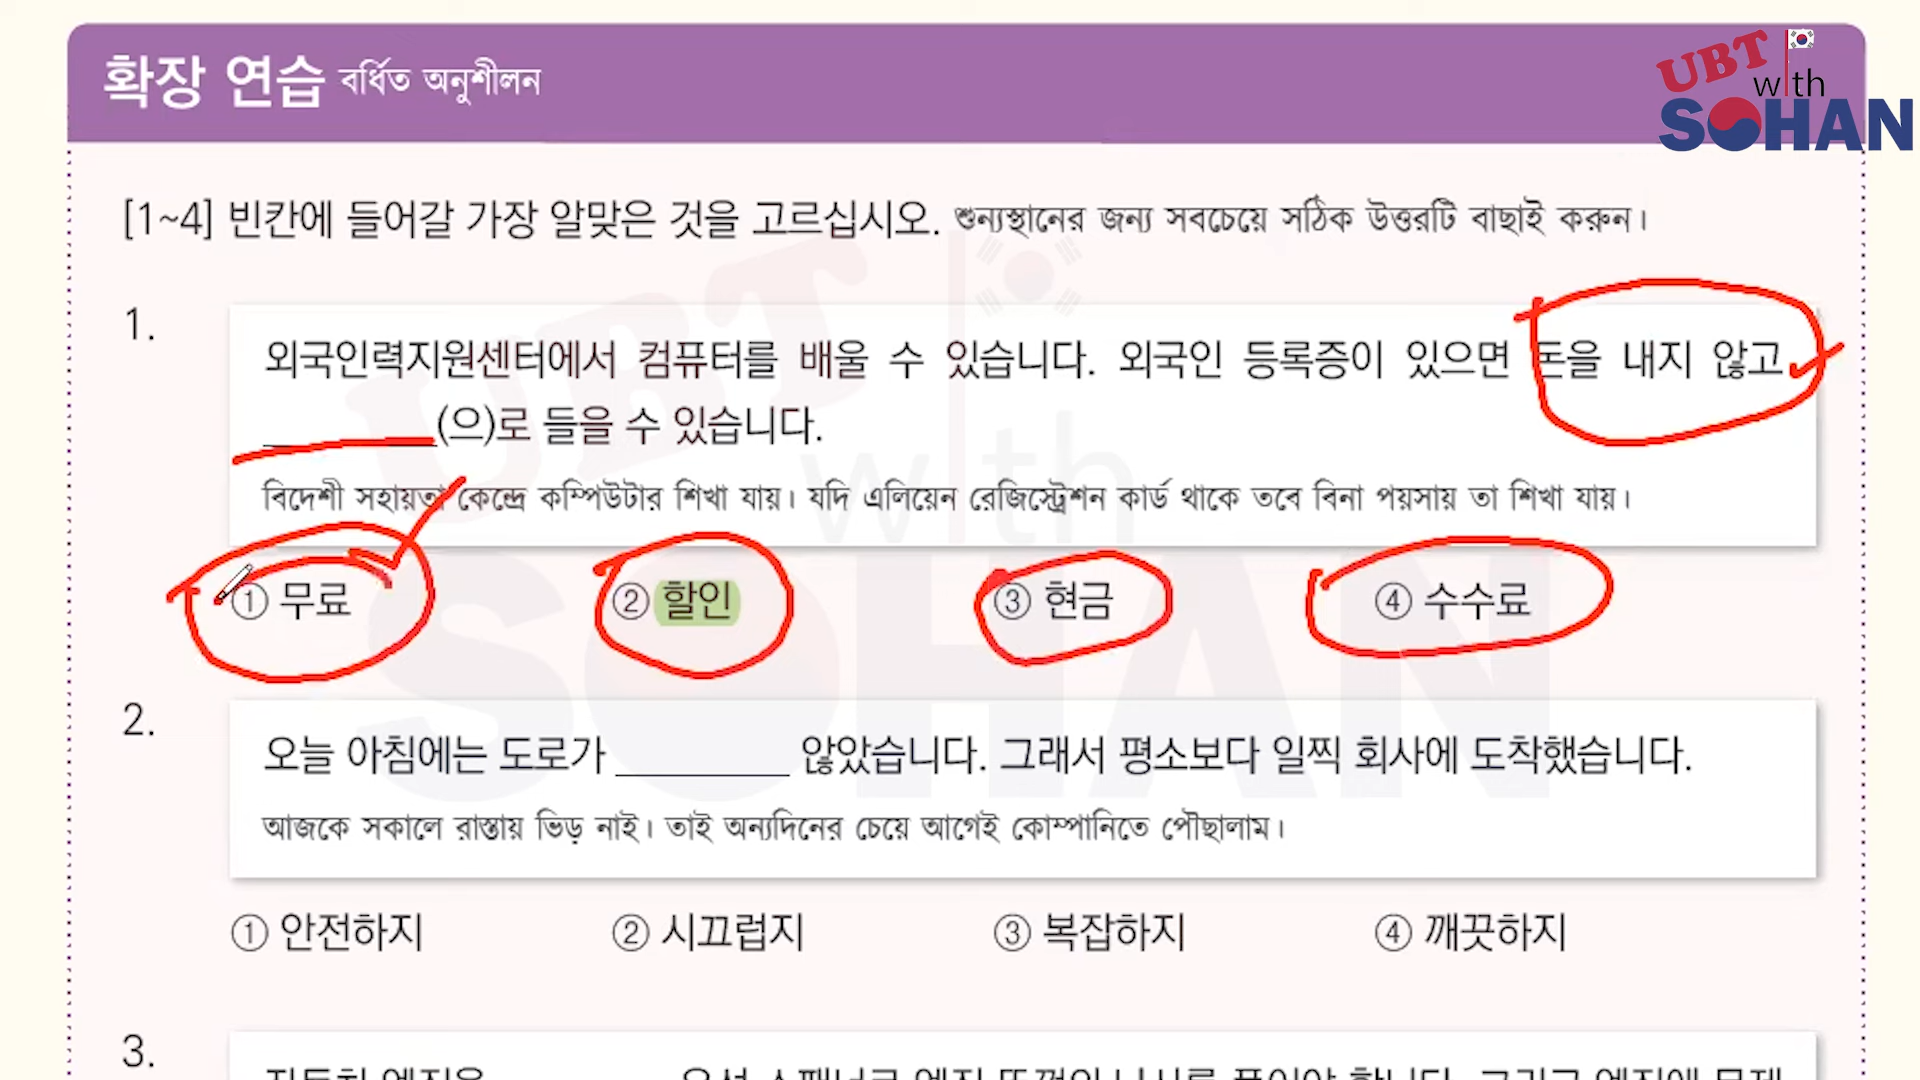 확장 연습 বর্ধিত অনুশীলন
UBT
with
SOHAN
[1~4] 빈칸에 들어갈 가장 알맞은 것을 고르십시오. শুন্যস্থানের জন্য সবচেয়ে সঠিক উত্তরটি বাছাই করুন।
1.
외국인력지원센터에서 컴퓨터를 배울 수 있습니다. 외국인 등록증이 있으면 돈을 내지 않고
________(으)로 들을 수 있습니다.
বিদেশী সহায়তা কেন্দ্রে কম্পিউটার শিখা যায়। যদি এলিয়েন রেজিস্ট্রেশন কার্ড থাকে তবে বিনা পয়সায় তা শিখা যায়।
① 무료 ② 할인 ③ 현금 ④ 수수료
2.
오늘 아침에는 도로가 ________ 않았습니다. 그래서 평소보다 일찍 회사에 도착했습니다.
আজকে সকালে রাস্তায় ভিড় নাই। তাই অন্যদিনের চেয়ে আগেই কোম্পানিতে পৌছালাম।
① 안전하지 ② 시끄럽지 ③ 복잡하지 ④ 깨끗하지
3.